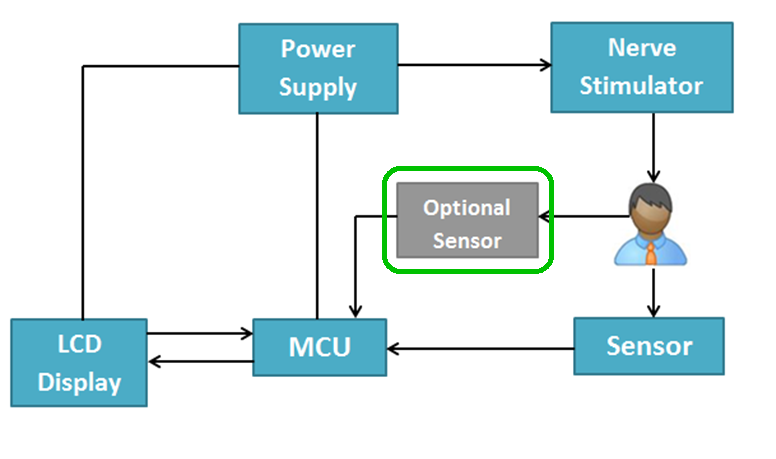 Power
Supply
Nerve
Stimulator
Optional
Sensor
LCD
Display
MCU
Sensor